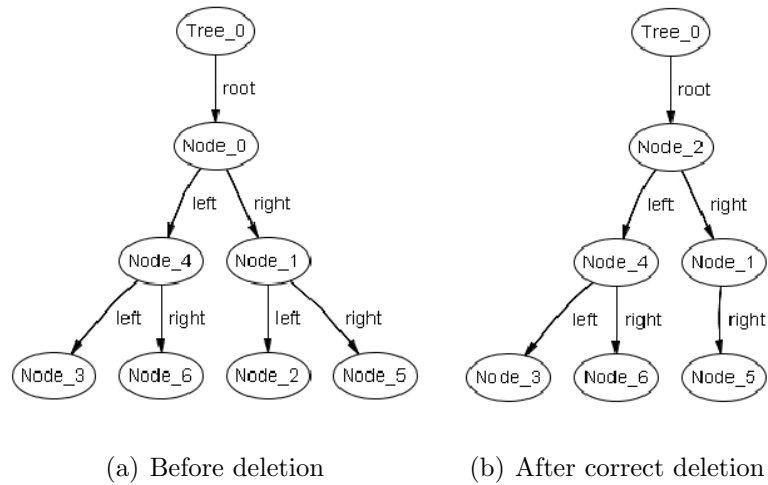 Tree_0 Tree_0
root root
Node_0 Node_2
left right left right
Node_4 Node_1 Node_4 Node_1
left right left right left right right
Node_3 Node_6 Node_2 Node_5 Node_3 Node_6 Node_5
(a) Before deletion (b) After correct deletion